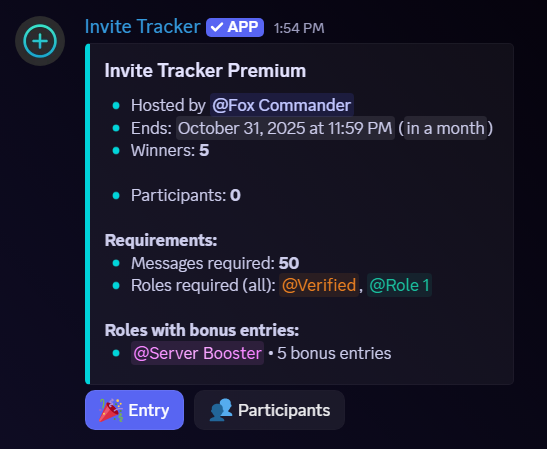 Invite Tracker ✓ APP 1:54 PM
Invite Tracker Premium
• Hosted by @Fox Commander
• Ends: October 31, 2025 at 11:59 PM (in a month)
• Winners: 5
• Participants: 0
Requirements:
• Messages required: 50
• Roles required (all): @Verified, @Role 1
Roles with bonus entries:
• @Server Booster • 5 bonus entries
🎉 Entry 👥 Participants